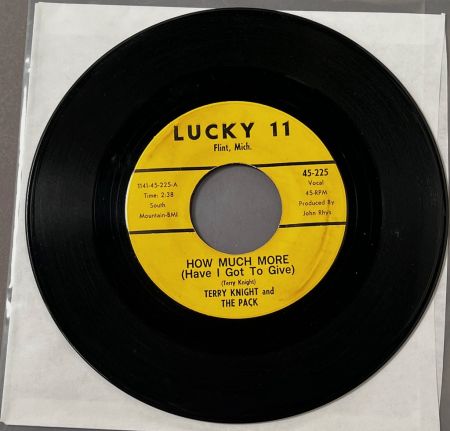 LUCKY 11
Flint, Mich.
1141-45-225-A
Time: 2.38
South
Mountain-BMI
45-225
Vocal
45-RPM
Produced By
John Rhys
HOW MUCH MORE
(Have I Got To Give)
(Terry Knight)
TERRY KNIGHT and
THE PACK